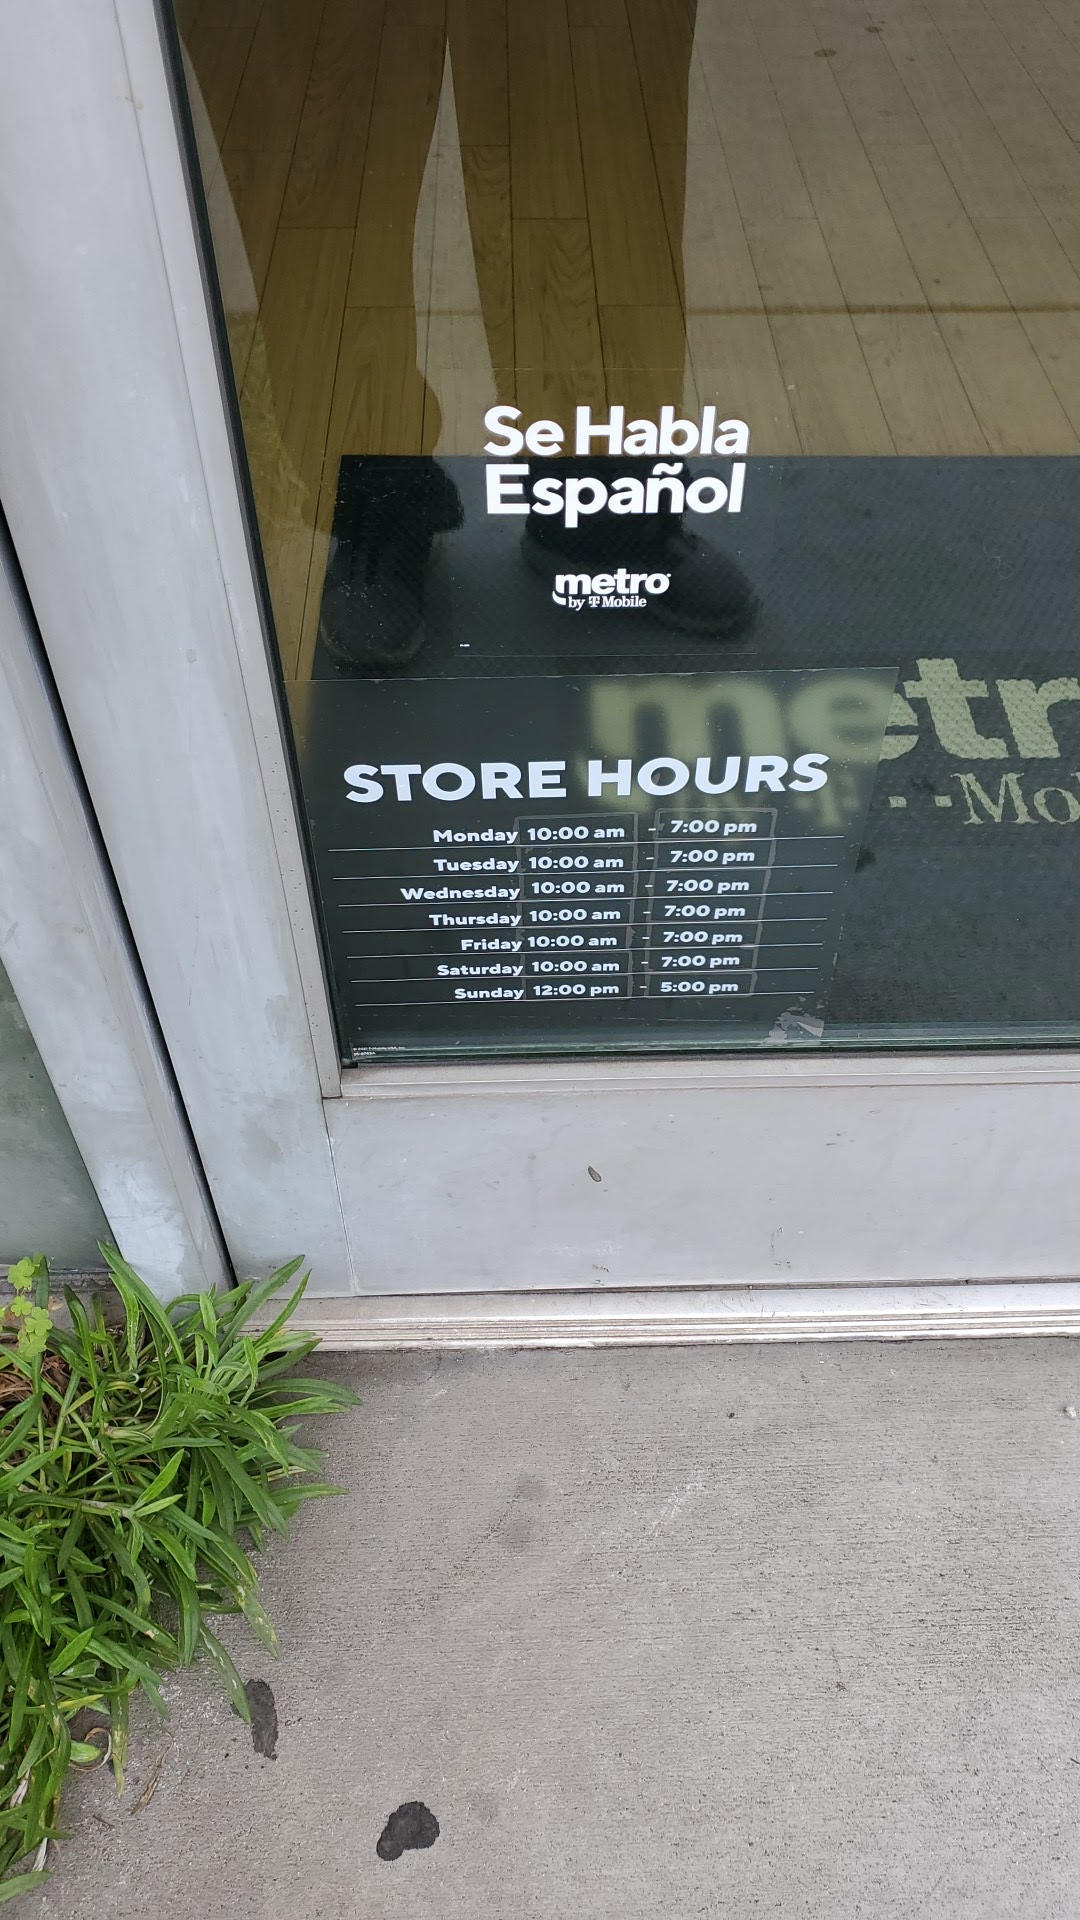 Se Habla
Español
metro
by T Mobile
metr
Mo
STORE HOURS
Monday 10:00 am - 7:00 pm
Tuesday 10:00 am - 7:00 pm
Wednesday 10:00 am - 7:00 pm
Thursday 10:00 am - 7:00 pm
Friday 10:00 am - 7:00 pm
Saturday 10:00 am - 7:00 pm
Sunday 12:00 pm - 5:00 pm